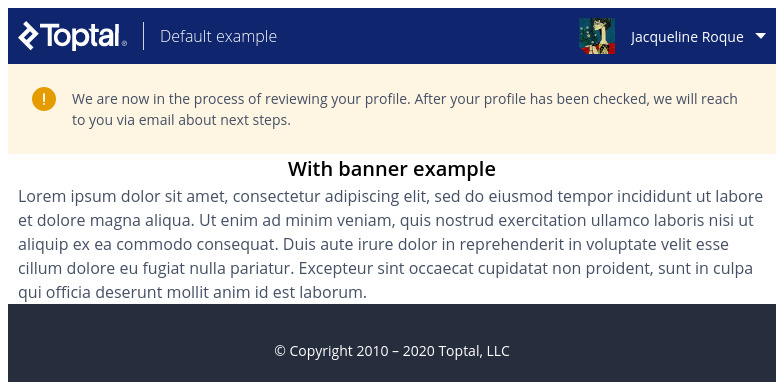 Toptal® Default example Jacqueline Roque
! We are now in the process of reviewing your profile. After your profile has been checked, we will reach
to you via email about next steps.
With banner example
Lorem ipsum dolor sit amet, consectetur adipiscing elit, sed do eiusmod tempor incididunt ut labore
et dolore magna aliqua. Ut enim ad minim veniam, quis nostrud exercitation ullamco laboris nisi ut
aliquip ex ea commodo consequat. Duis aute irure dolor in reprehenderit in voluptate velit esse
cillum dolore eu fugiat nulla pariatur. Excepteur sint occaecat cupidatat non proident, sunt in culpa
qui officia deserunt mollit anim id est laborum.
© Copyright 2010 – 2020 Toptal, LLC